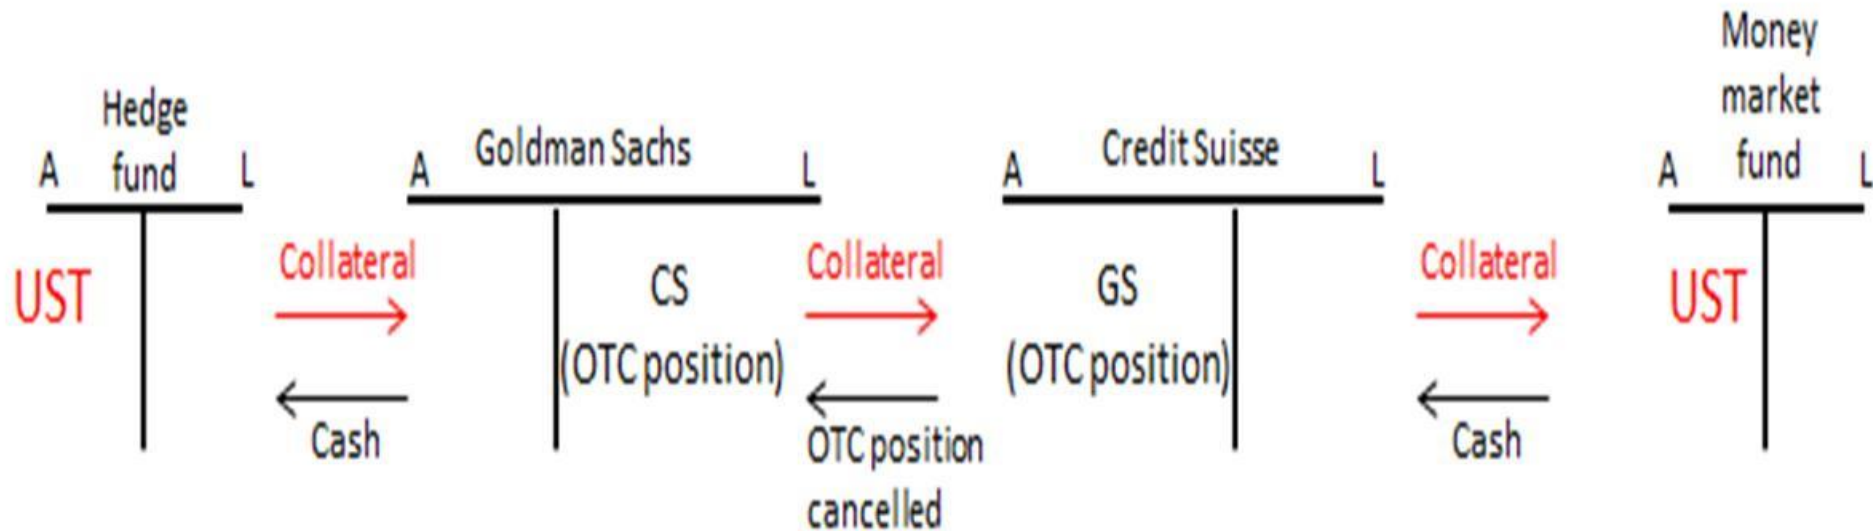 Hedge
fund
A
L
UST
Collateral
Cash
Goldman Sachs
A
L
CS
(OTC position)
Collateral
OTC position
cancelled
Credit Suisse
A
L
GS
(OTC position)
Collateral
Cash
Money
market
fund
A
L
UST